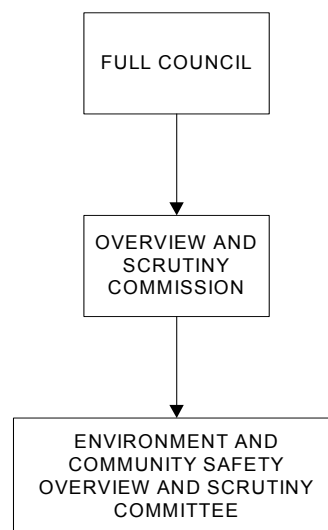 FULL COUNCIL
OVERVIEW AND
SCRUTINY
COMMISSION
ENVIRONMENT AND
COMMUNITY SAFETY
OVERVIEW AND SCRUTINY
COMMITTEE